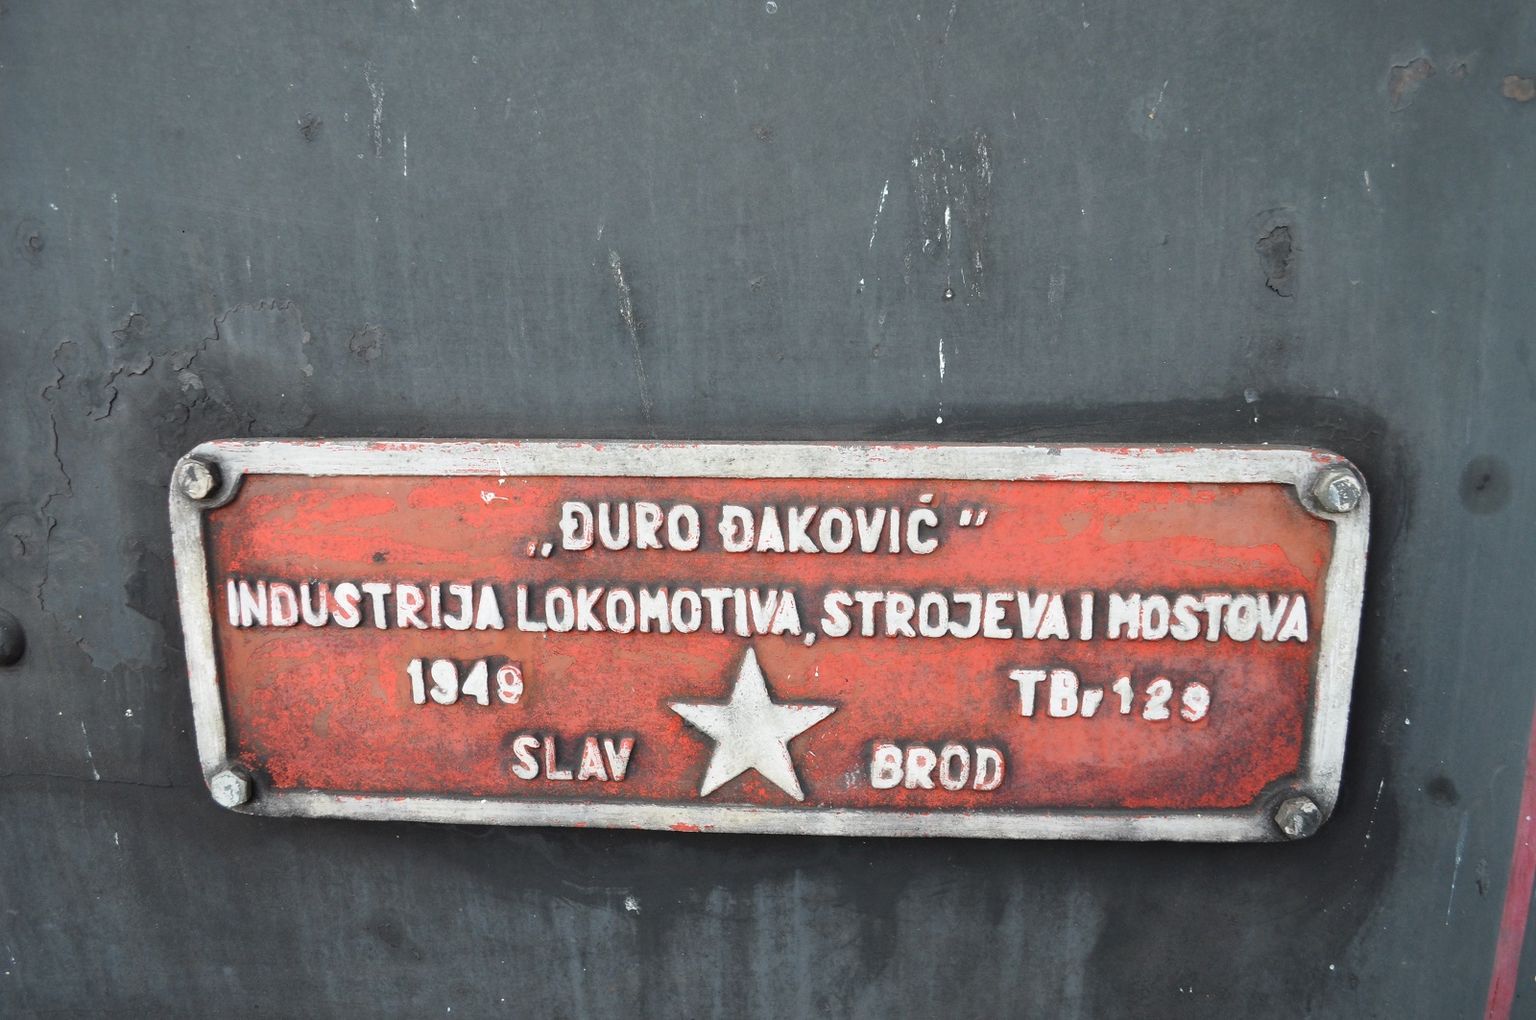 „ĐURO ĐAKOVIĆ"
INDUSTRIJA LOKOMOTIVA, STROJEVA I MOSTOVA
1949 TBr 129
SLAV BROD